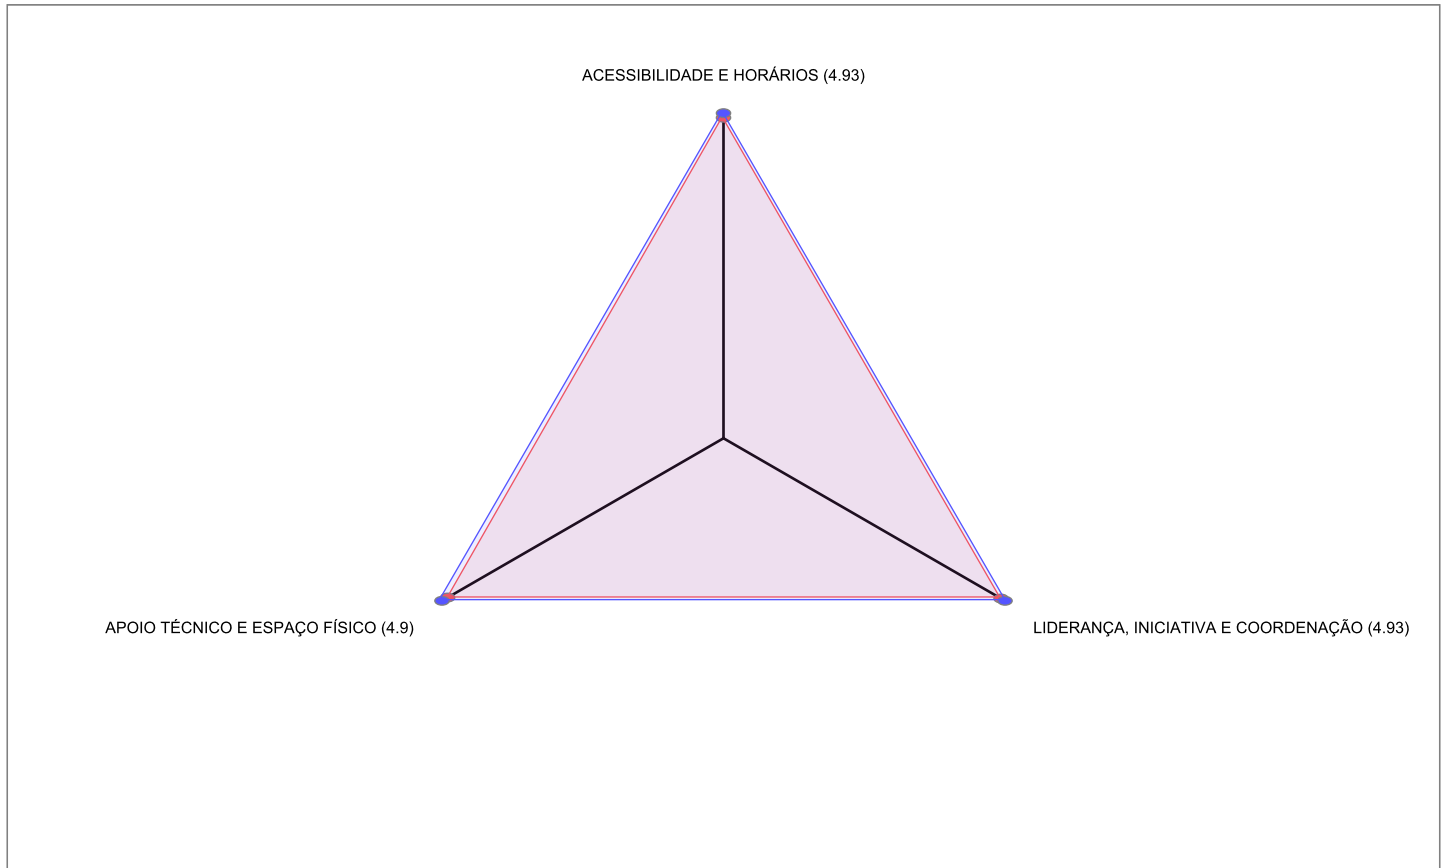 ACESSIBILIDADE E HORÁRIOS (4.93)
APOIO TÉCNICO E ESPAÇO FÍSICO (4.9)
LIDERANÇA, INICIATIVA E COORDENAÇÃO (4.93)